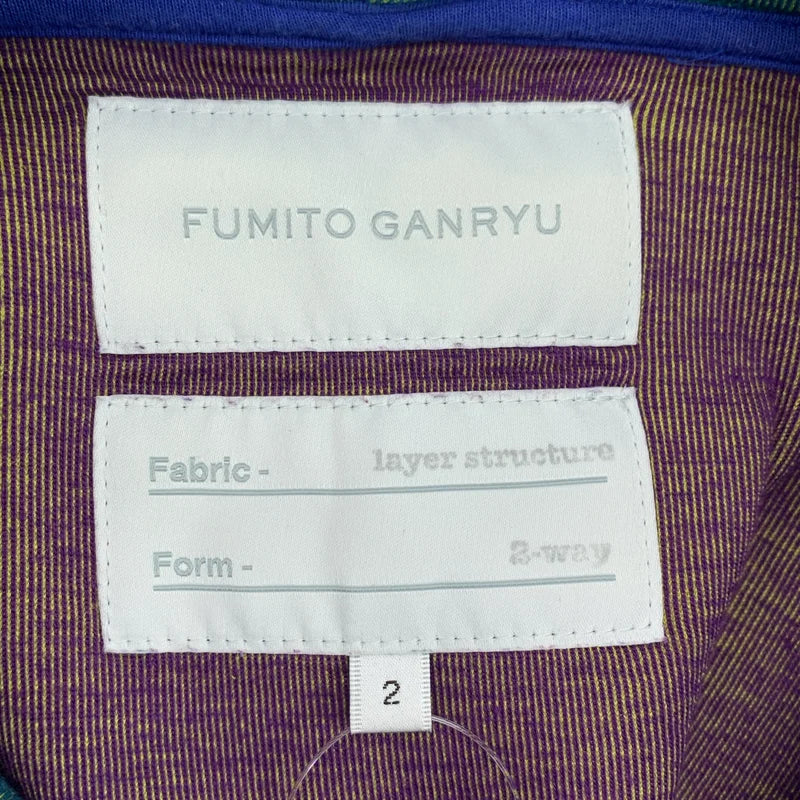 FUMITO GANRYU
Fabric - layer structure
Form - 2-way
2